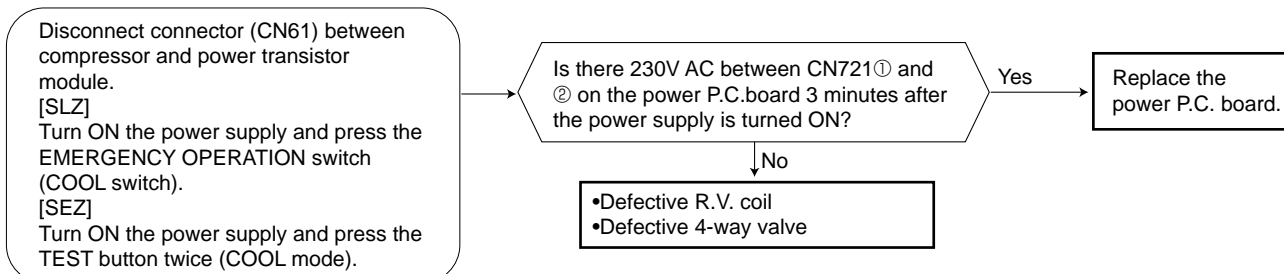 Disconnect connector (CN61) between
compressor and power transistor
module.
[SLZ]
Turn ON the power supply and press the
EMERGENCY OPERATION switch
(COOL switch).
[SEZ]
Turn ON the power supply and press the
TEST button twice (COOL mode).
Is there 230V AC between CN721① and
② on the power P.C.board 3 minutes after
the power supply is turned ON?
Yes
Replace the
power P.C. board.
No
•Defective R.V. coil
•Defective 4-way valve